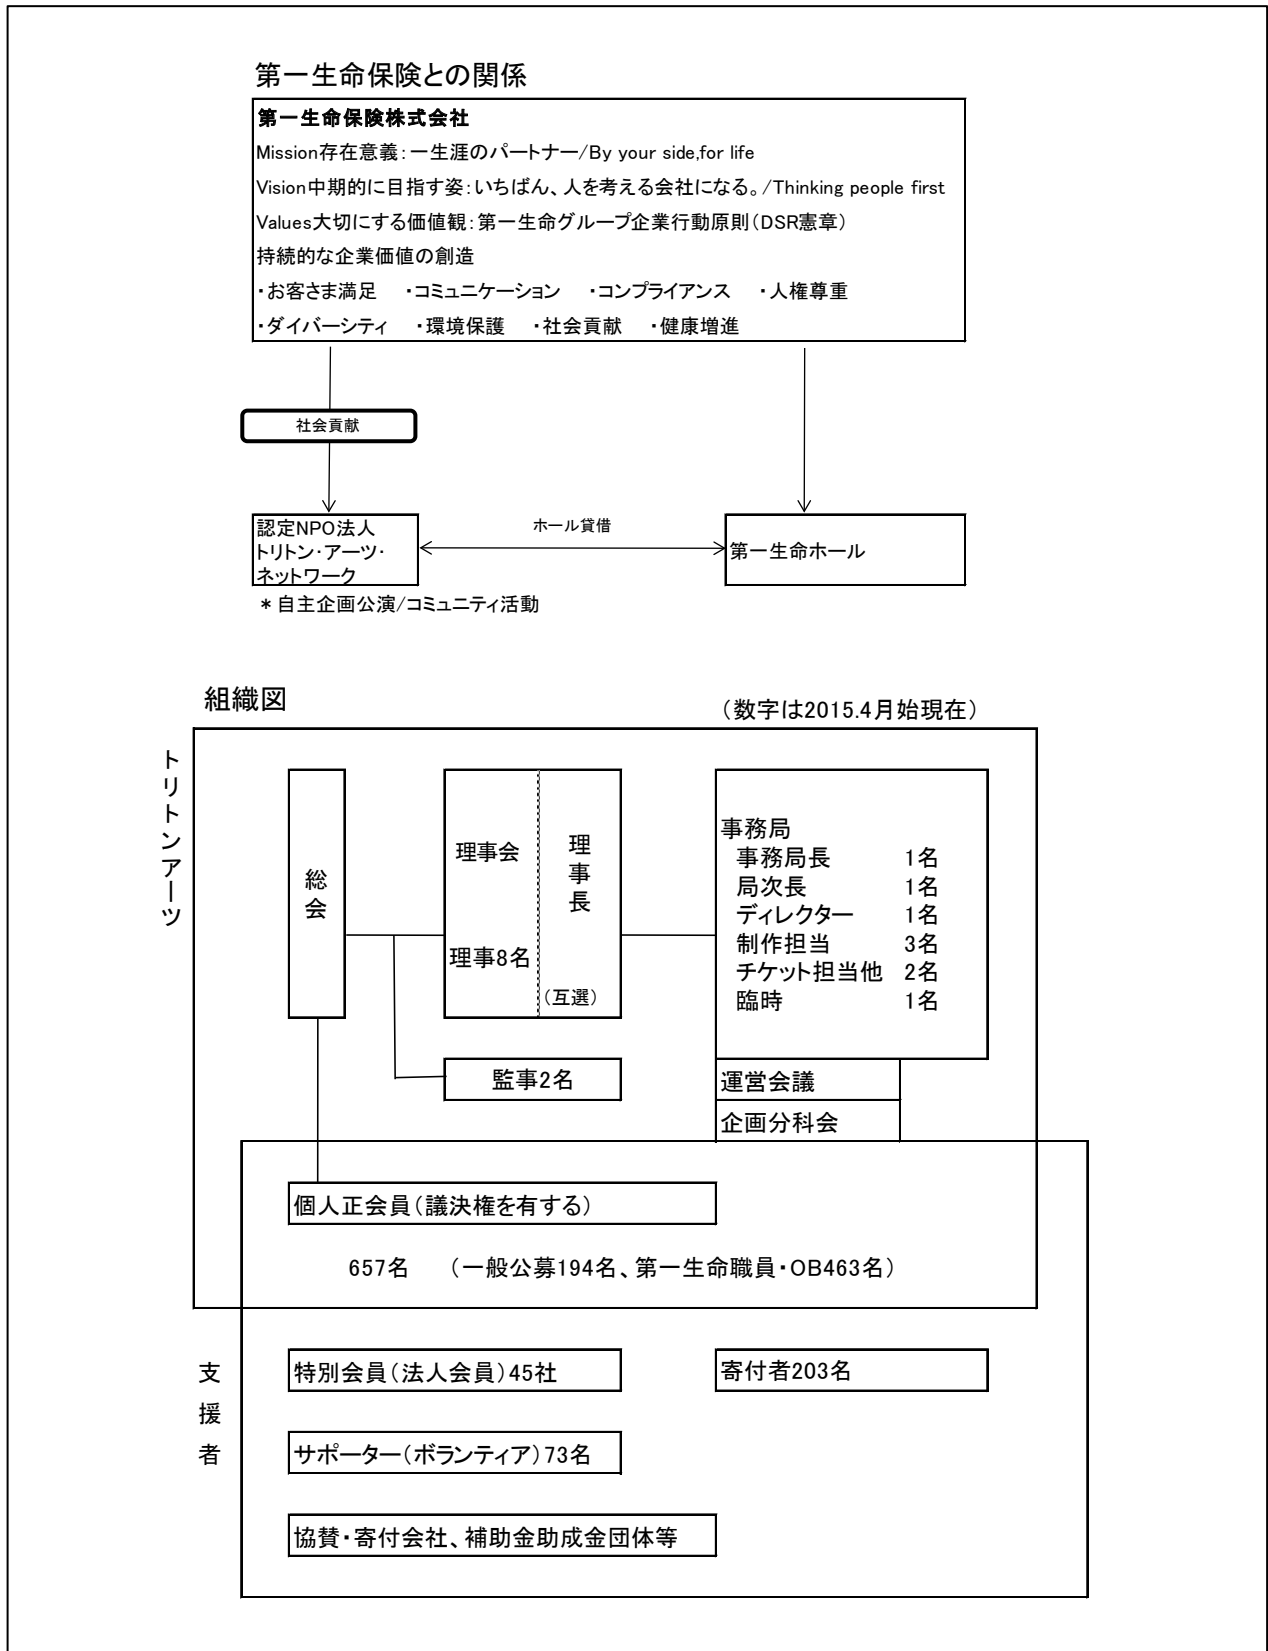 第一生命保険との関係
第一生命保険株式会社
Mission存在意義：一生涯のパートナー/By your side,for life
Vision中期的に目指す姿：いちばん、人を考える会社になる。/Thinking people first
Values大切にする価値観：第一生命グループ企業行動原則（DSR憲章）
持続的な企業価値の創造
・お客さま満足　・コミュニケーション　・コンプライアンス　・人権尊重
・ダイバーシティ　・環境保護　・社会貢献　・健康増進
社会貢献
認定NPO法人
トリトン・アーツ・
ネットワーク
ホール貸借
第一生命ホール
＊自主企画公演/コミュニティ活動
組織図
（数字は2015.4月始現在）
トリトンアーツ
総会
理事会
理事8名
理事長
（互選）
事務局
事務局長　1名
局次長　1名
ディレクター　1名
制作担当　3名
チケット担当他　2名
臨時　1名
監事2名
運営会議
企画分科会
個人正会員（議決権を有する）
657名　（一般公募194名、第一生命職員・OB463名）
支援者
特別会員（法人会員）45社
寄付者203名
サポーター（ボランティア）73名
協賛・寄付会社、補助金助成金団体等